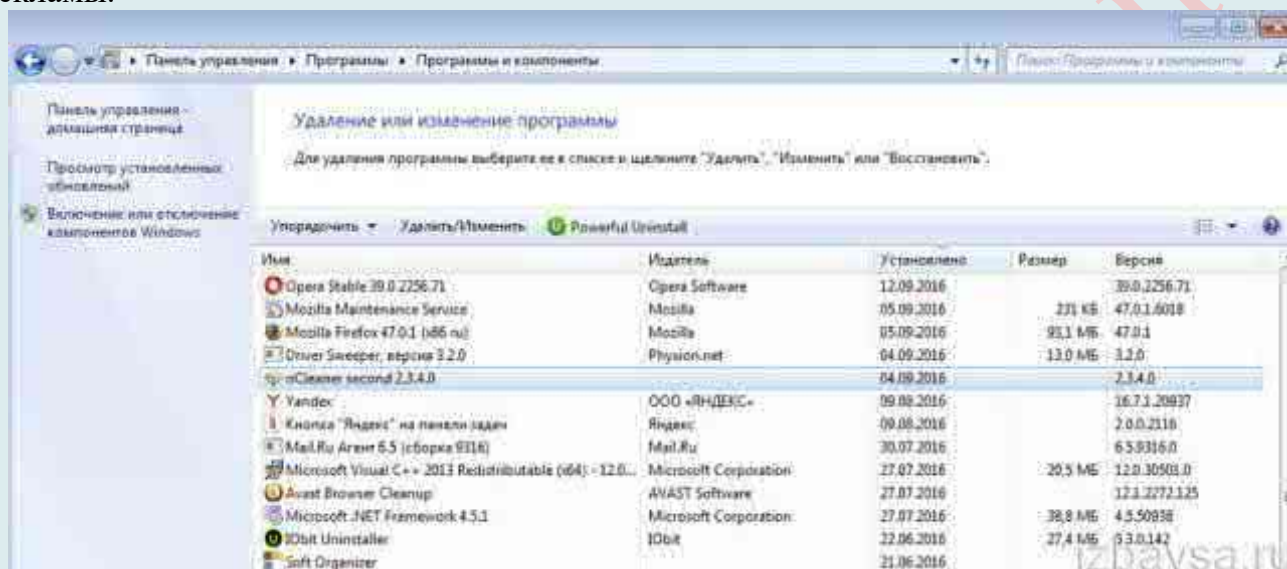 екламы.
Панель управления ▸ Программы ▸ Программы и компоненты
Поиск: Программы и компоненты
Панель управления -
домашняя страница
Просмотр установленных
обновлений
Включение или отключение
компонентов Windows
Удаление или изменение программы
Для удаления программы выберите ее в списке и щелкните "Удалить", "Изменить" или "Восстановить".
Упорядочить Удалить/Изменить Powerful Uninstall
Имя Издатель Установлено Размер Версия
Opera Stable 39.0.2256.71 Opera Software 12.09.2016 39.0.2256.71
Mozilla Maintenance Service Mozilla 05.09.2016 231 КБ 47.0.1.6018
Mozilla Firefox 47.0.1 (x86 ru) Mozilla 05.09.2016 93,1 МБ 47.0.1
Driver Sweeper, версия 3.2.0 Phyxion.net 04.09.2016 13,0 МБ 3.2.0
nCleaner second 2.3.4.0 04.09.2016 2.3.4.0
Yandex ООО «ЯНДЕКС» 09.08.2016 16.7.1.20937
Кнопка "Яндекс" на панели задач Яндекс 09.08.2016 2.0.0.2116
Mail.Ru Агент 6.5 (сборка 9316) Mail.Ru 30.07.2016 6.5.9316.0
Microsoft Visual C++ 2013 Redistributable (x64) - 12.0... Microsoft Corporation 27.07.2016 20,5 МБ 12.0.30501.0
Avast Browser Cleanup AVAST Software 27.07.2016 12.1.2272.125
Microsoft .NET Framework 4.5.1 Microsoft Corporation 27.07.2016 38,8 МБ 4.5.50938
IObit Uninstaller IObit 22.06.2016 27,4 МБ 5.3.0.142
Soft Organizer 21.06.2016
izbavsa.ru